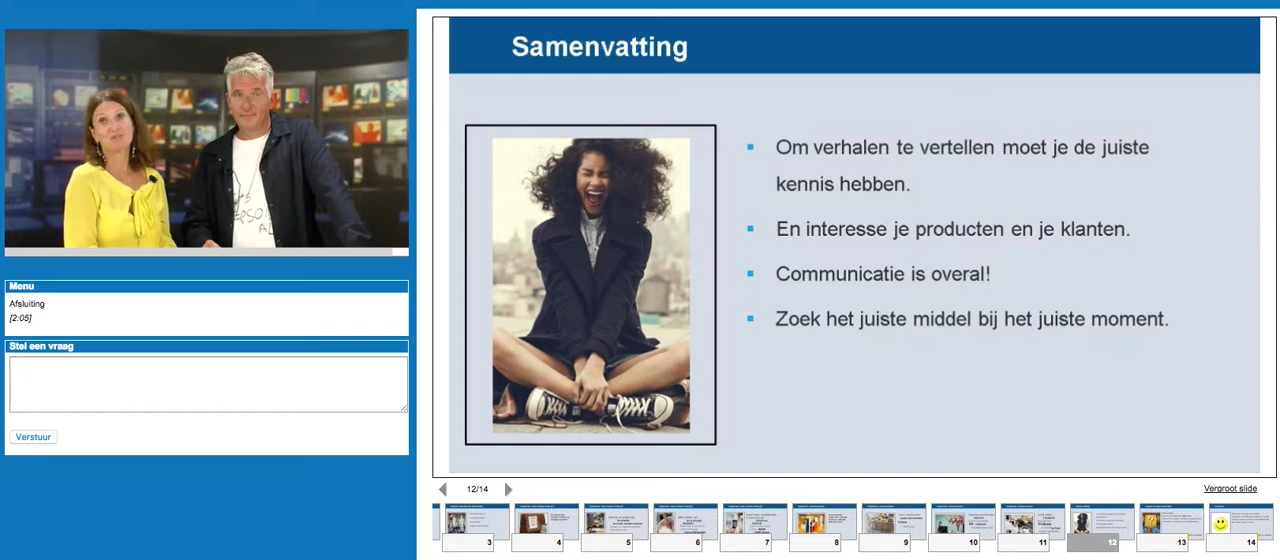 Samenvatting
Om verhalen te vertellen moet je de juiste
kennis hebben.
En interesse je producten en je klanten.
Communicatie is overal!
Zoek het juiste middel bij het juiste moment.
Menu
Afsluiting
[2:05]
Stel een vraag
Verstuur
12/14
Vergroot slide
3
4
5
6
7
8
9
10
11
12
13
14